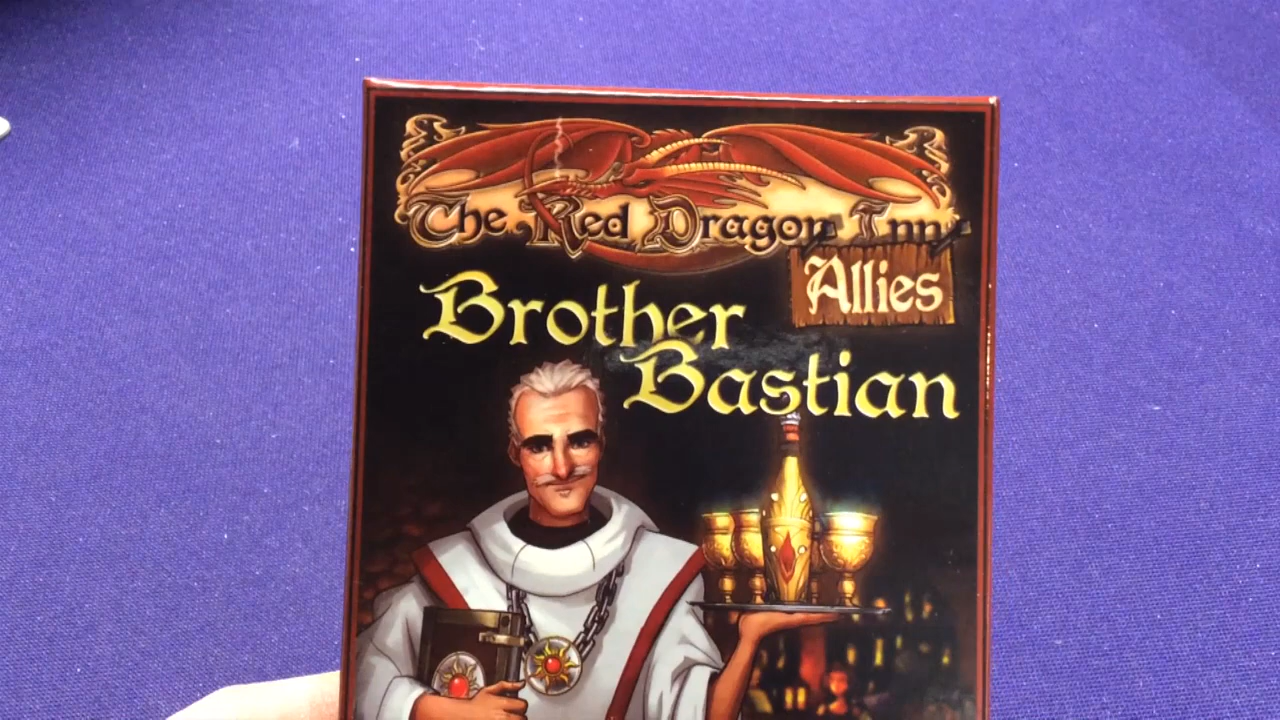 The Red Dragon Inn
Allies
Brother
Bastian